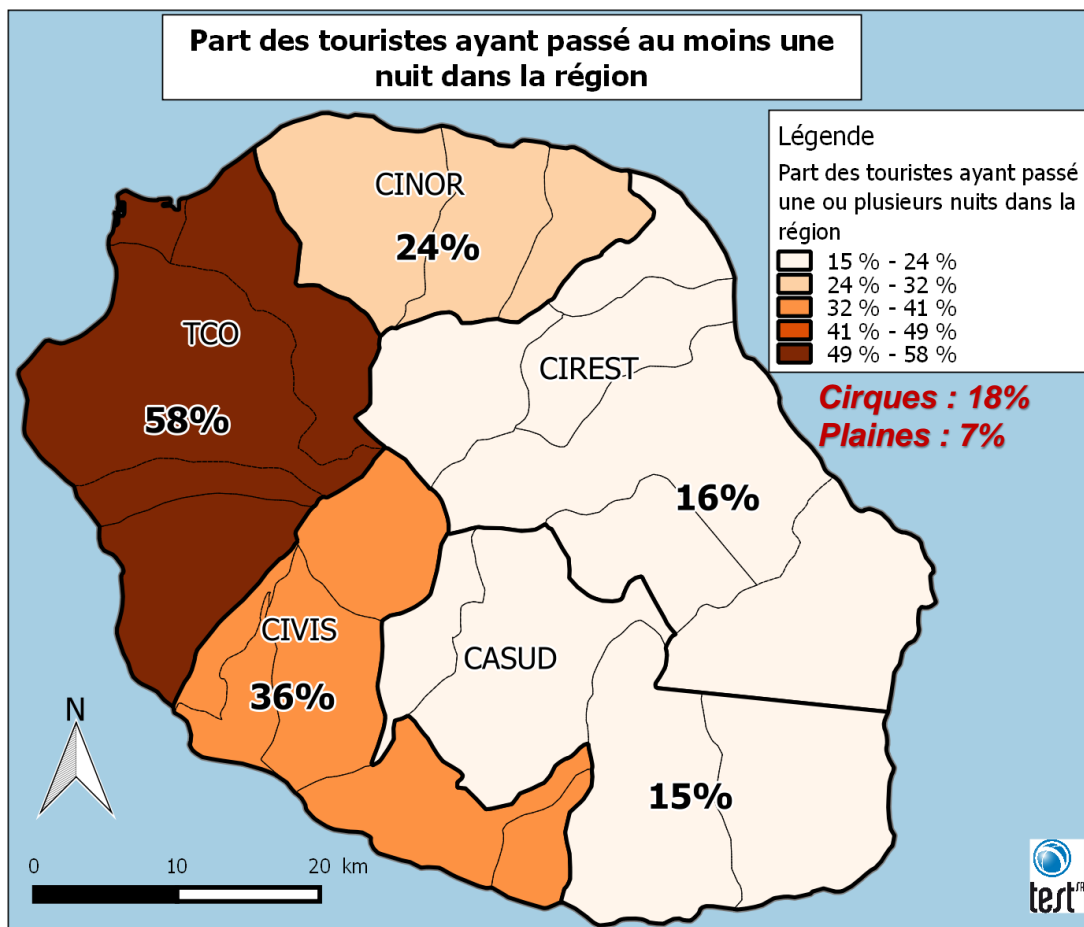 Part des touristes ayant passé au moins une
nuit dans la région
Légende
Part des touristes ayant passé
une ou plusieurs nuits dans la
région
15 % - 24 %
24 % - 32 %
32 % - 41 %
41 % - 49 %
49 % - 58 %
Cirques : 18%
Plaines : 7%
CINOR
24%
TCO
58%
CIREST
16%
CIVIS
36%
CASUD
15%
N
0 10 20 km
test